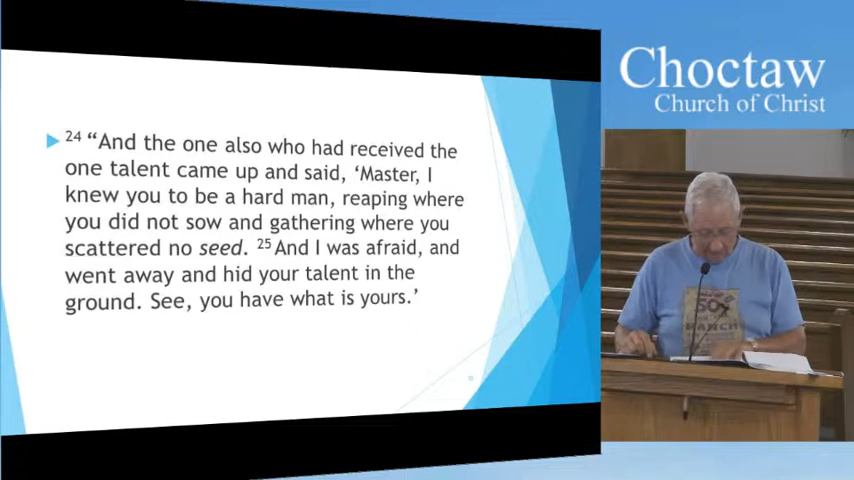 Choctaw
Church of Christ
24 “And the one also who had received the
one talent came up and said, ‘Master, I
knew you to be a hard man, reaping where
you did not sow and gathering where you
scattered no seed. 25 And I was afraid, and
went away and hid your talent in the
ground. See, you have what is yours.’
50
RANCH